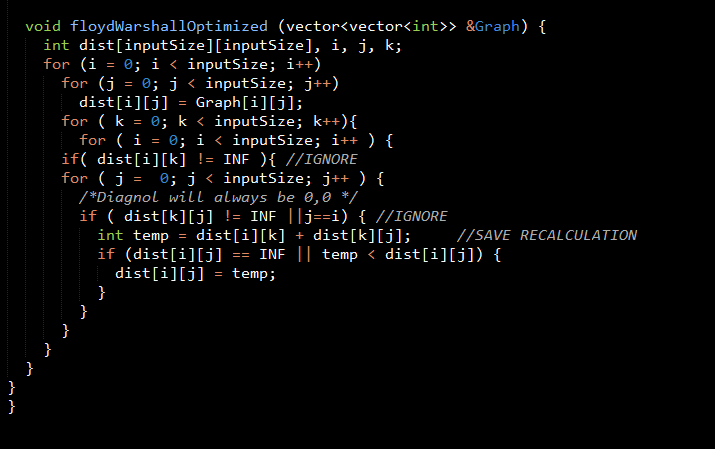 void floydWarshallOptimized (vector<vector<int>> &Graph) {
int dist[inputSize][inputSize], i, j, k;
for (i = 0; i < inputSize; i++)
for (j = 0; j < inputSize; j++)
dist[i][j] = Graph[i][j];
for ( k = 0; k < inputSize; k++){
for ( i = 0; i < inputSize; i++ ) {
if( dist[i][k] != INF ){ //IGNORE
for ( j =  0; j < inputSize; j++ ) {
/*Diagnol will always be 0,0 */
if ( dist[k][j] != INF ||j==i) { //IGNORE
int temp = dist[i][k] + dist[k][j];     //SAVE RECALCULATION
if (dist[i][j] == INF || temp < dist[i][j]) {
dist[i][j] = temp;
}
}
}
}
}
}
}